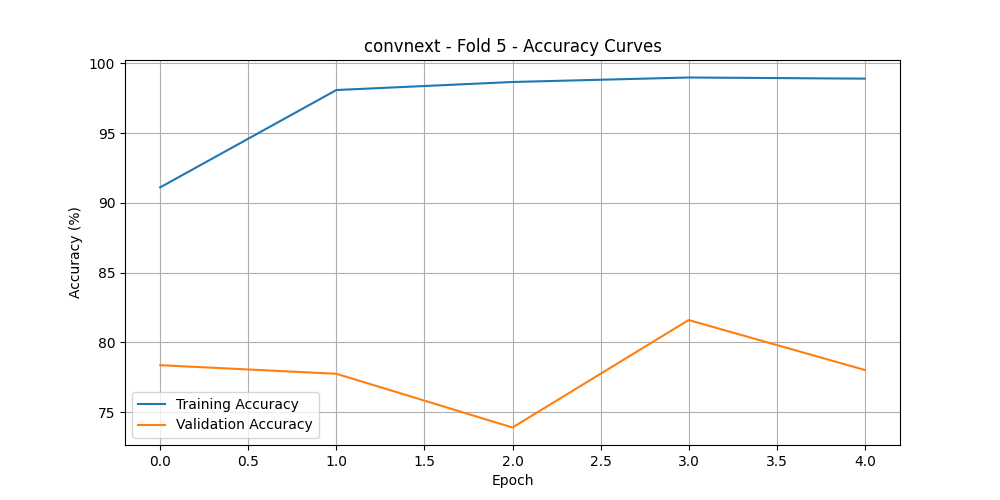 convnext - Fold 5 - Accuracy Curves
100
95
90
85
80
75
Accuracy (%)
Training Accuracy
Validation Accuracy
0.0 0.5 1.0 1.5 2.0 2.5 3.0 3.5 4.0
Epoch